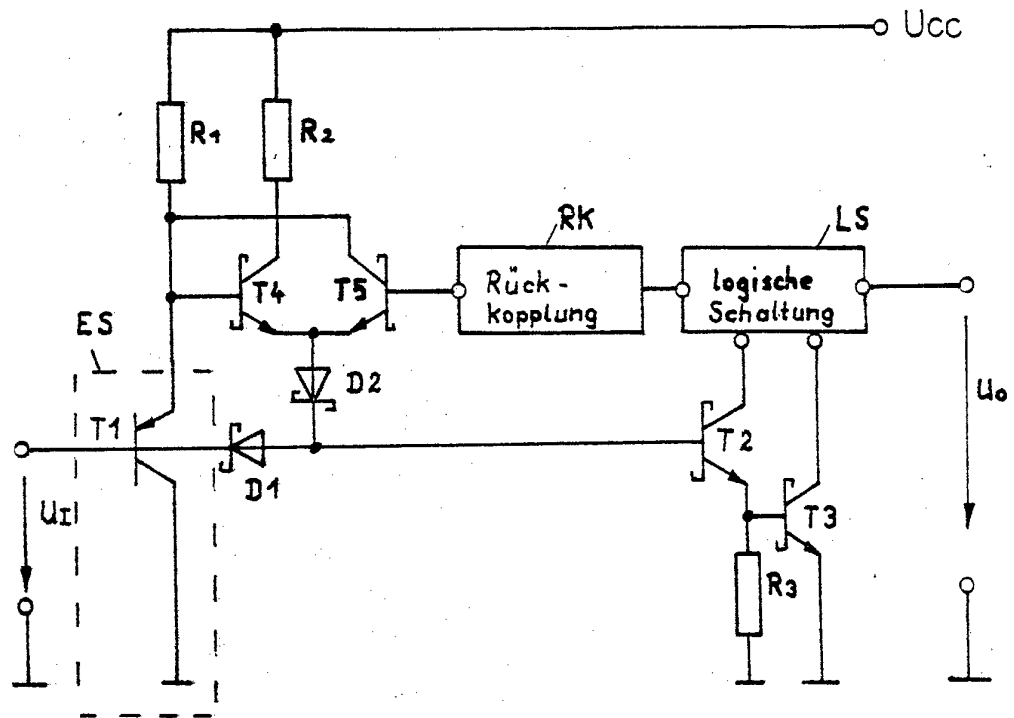 UCC
R1
R2
RK
LS
T4
T5
Rück-
kopplung
logische
Schaltung
ES
D2
U0
T1
T2
D1
UI
T3
R3